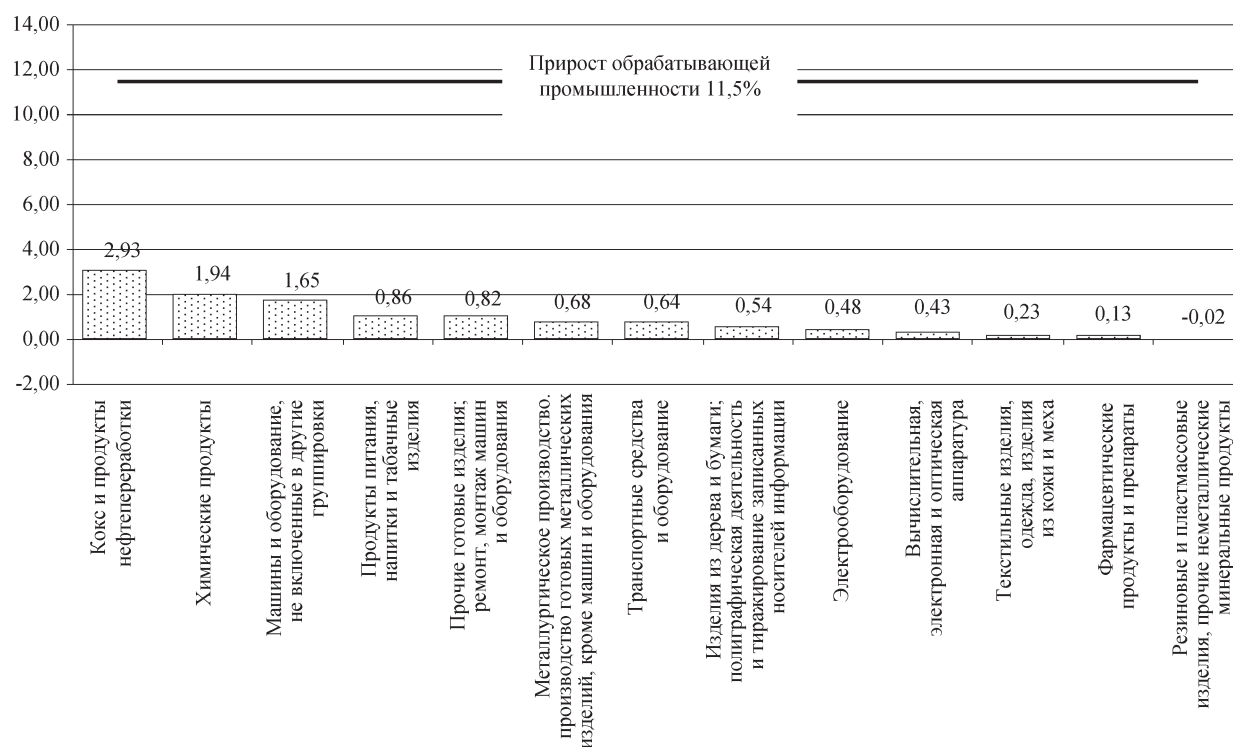 14,00
12,00
10,00
8,00
6,00
4,00
2,00
0,00
-2,00
Прирост обрабатывающей
промышленности 11,5%
2,93
1,94
1,65
0,86
0,82
0,68
0,64
0,54
0,48
0,43
0,23
0,13
-0,02
Кокс и продукты
нефтепереработки
Химические продукты
Машины и оборудование,
не включенные в другие
группировки
Продукты питания,
напитки и табачные
изделия
Прочие готовые изделия;
ремонт, монтаж машин
и оборудования
Металлургическое производство.
производство готовых металлических
изделий, кроме машин и оборудования
Транспортные средства
и оборудование
Изделия из дерева и бумаги;
полиграфическая деятельность
и тиражирование записанных
носителей информации
Электрооборудование
Вычислительная,
электронная и оптическая
аппаратура
Текстильные изделия,
одежда, изделия
из кожи и меха
Фармацевтические
продукты и препараты
Резиновые и пластмассовые
изделия, прочие неметаллические
минеральные продукты